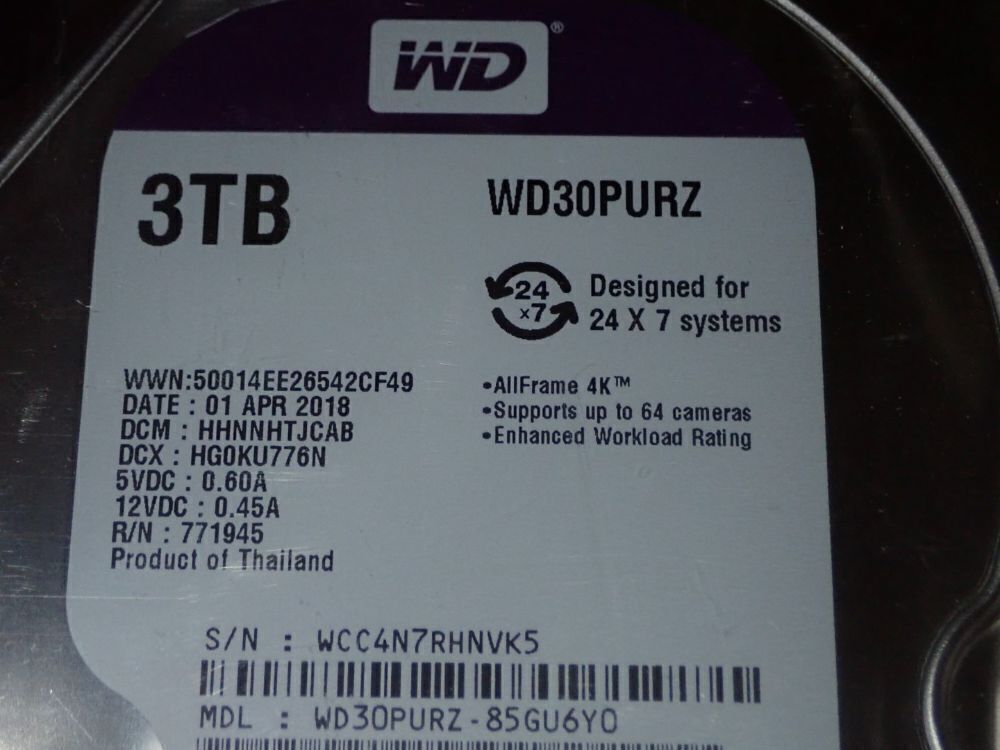 WD®
3TB
WD30PURZ
24
x7
Designed for
24 X 7 systems
WWN:50014EE26542CF49
DATE : 01 APR 2018
DCM : HHNNHTJCAB
DCX : HG0KU776N
5VDC : 0.60A
12VDC : 0.45A
R/N : 771945
Product of Thailand
•AllFrame 4K™
•Supports up to 64 cameras
•Enhanced Workload Rating
S/N : WCC4N7RHNVK5
MDL : WD30PURZ-85GU6Y0